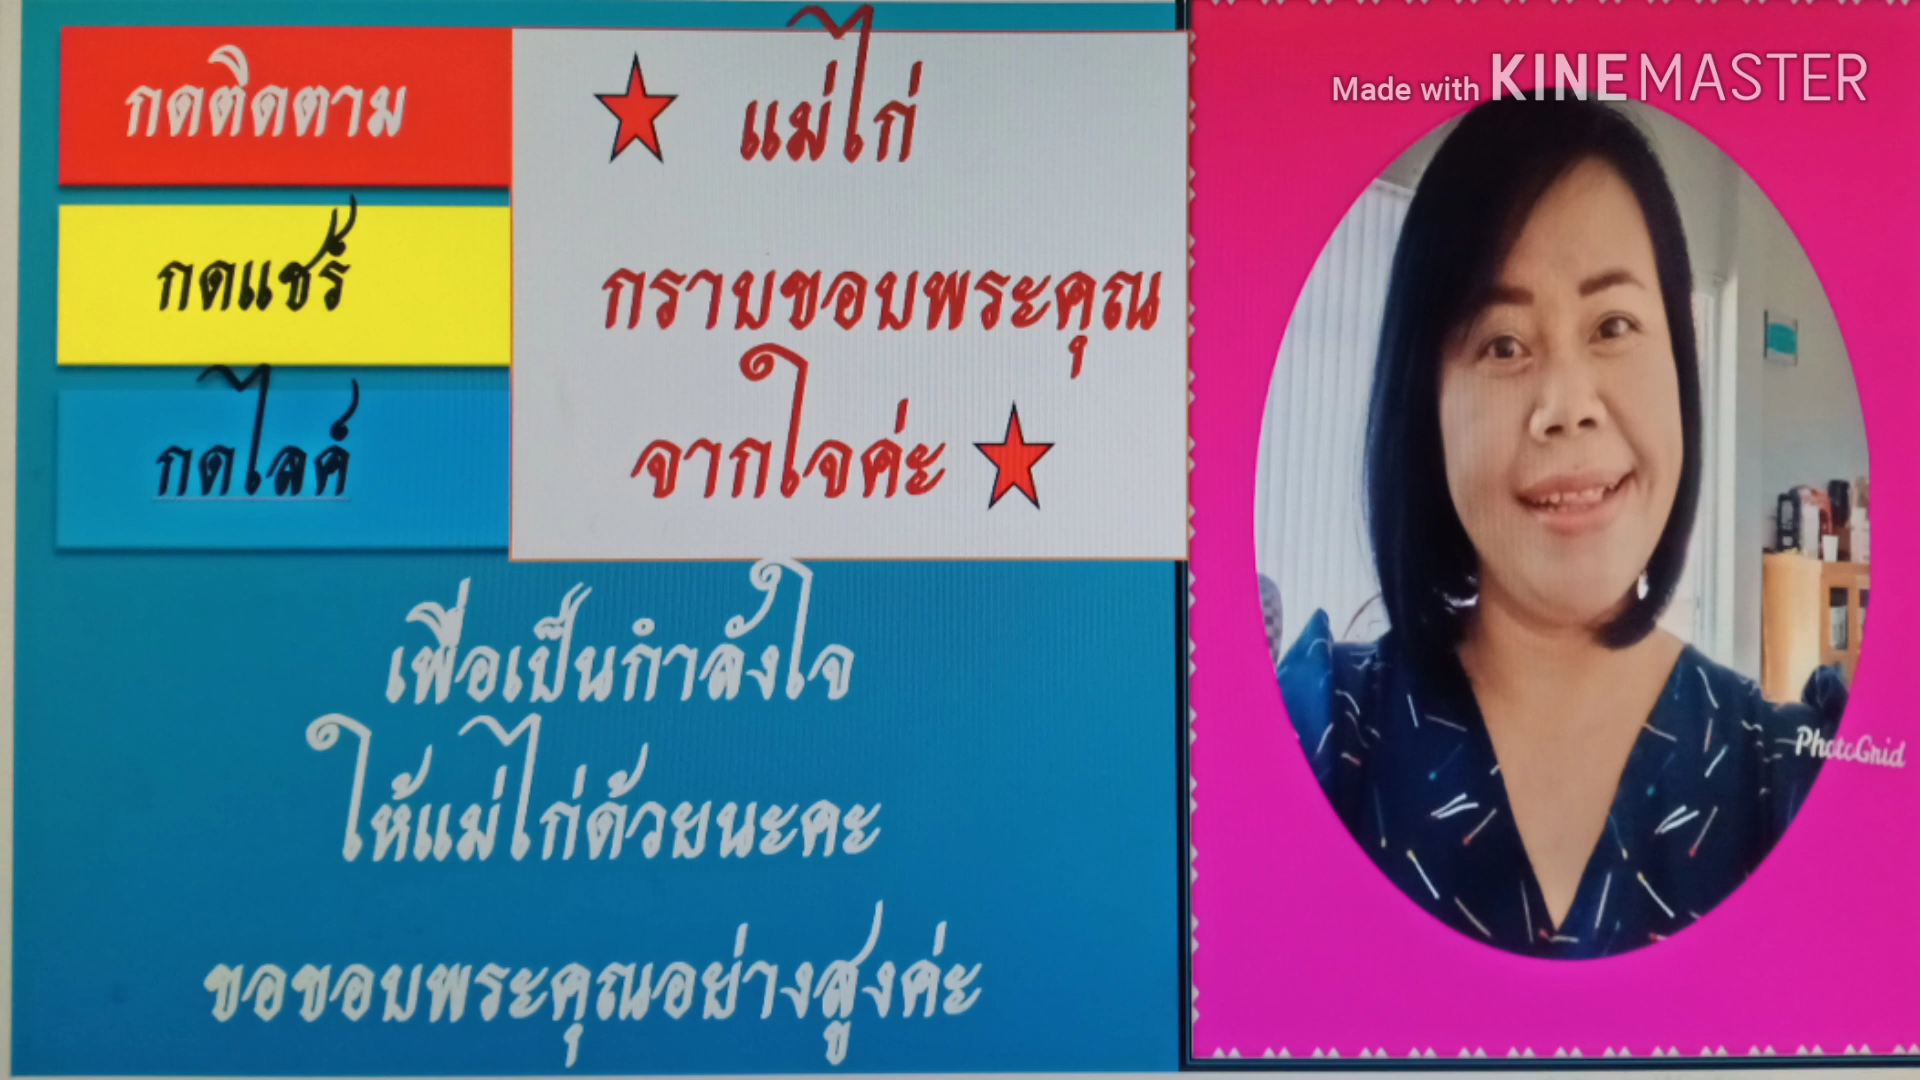 กดติดตาม
กดแชร์
กดไลค์
แม่ไก่
กราบขอบพระคุณ
จากใจค่ะ
เพื่อเป็นกำลังใจ
ให้แม่ไก่ด้วยนะคะ
ขอขอบพระคุณอย่างสูงค่ะ
Made with KINEMASTER
PhotoGrid